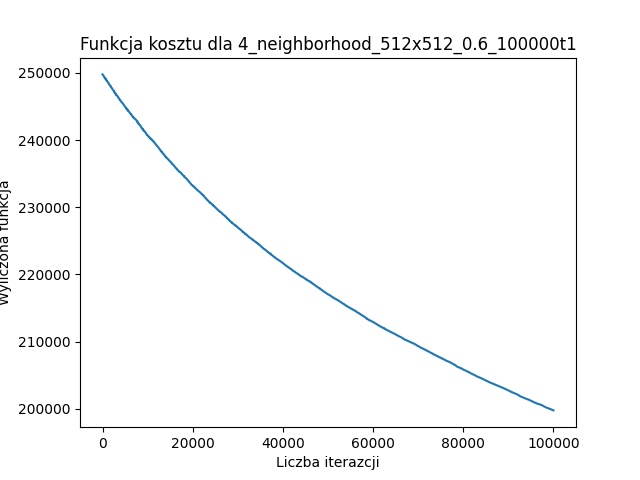 Funkcja kosztu dla 4_neighborhood_512x512_0.6_100000t1
250000
240000
230000
220000
210000
200000
Wyliczona funkcja
0 20000 40000 60000 80000 100000
Liczba iterazcji